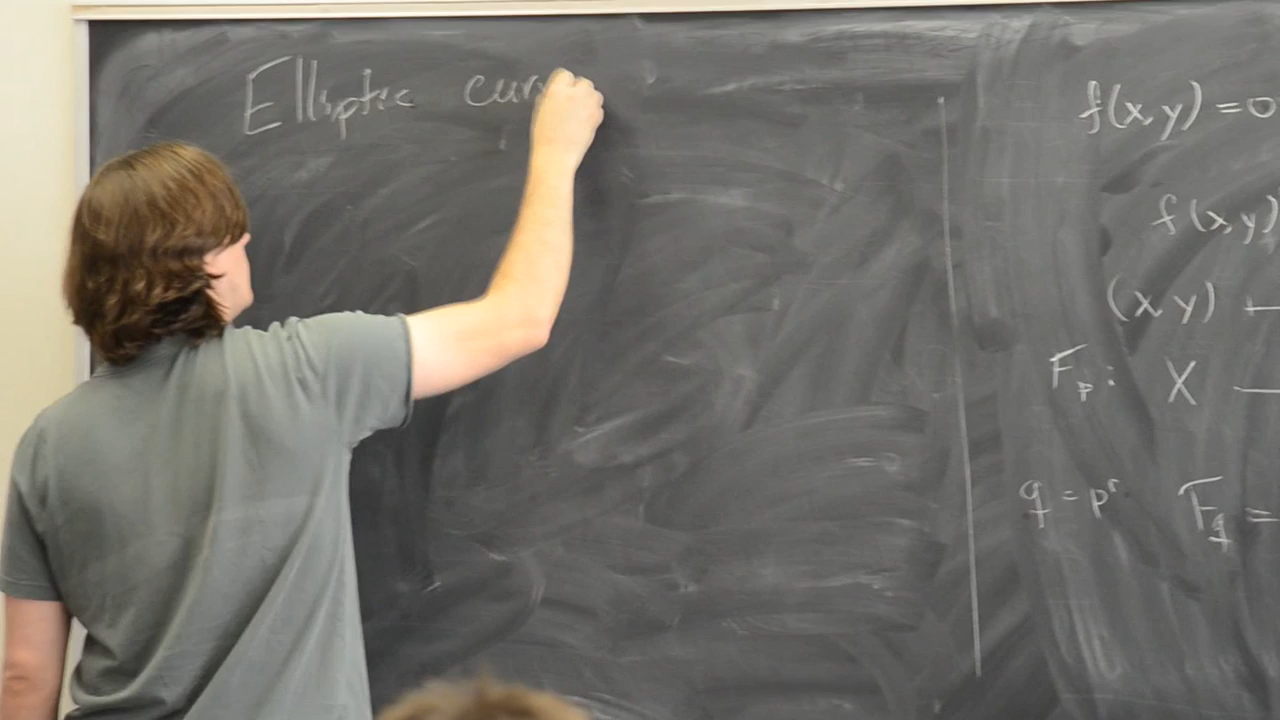 Elliptic cur
f(x,y)=0
f(x,y)
(x y)
F_p: X
q = p^r F_q =